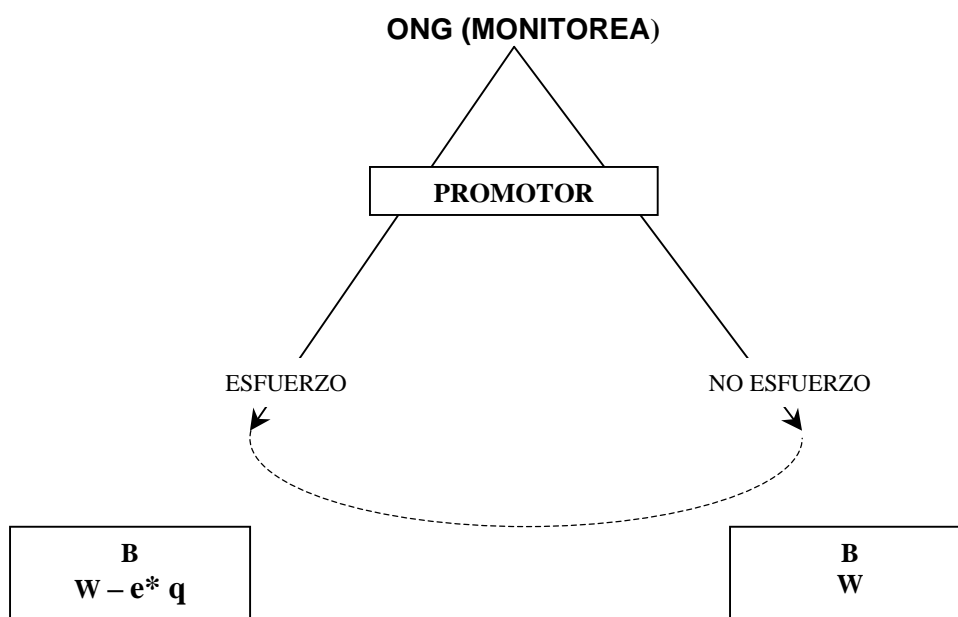 ONG (MONITOREA)
PROMOTOR
ESFUERZO
NO ESFUERZO
B
W – e* q
B
W